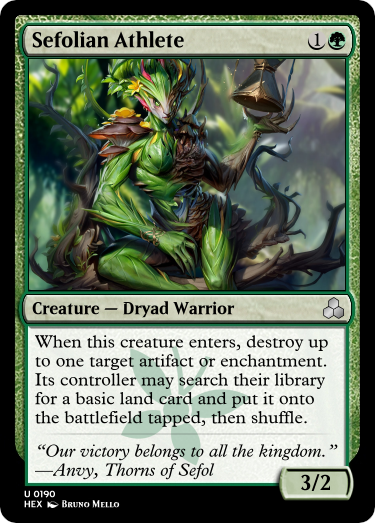 Sefolian Athlete 1
Creature — Dryad Warrior
When this creature enters, destroy up
to one target artifact or enchantment.
Its controller may search their library
for a basic land card and put it onto
the battlefield tapped, then shuffle.
“Our victory belongs to all the kingdom.”
—Anvy, Thorns of Sefol
3/2
U 0190
HEX Bruno Mello